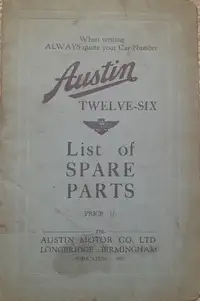 When writing
ALWAYS quote your Car Number
Austin
TWELVE-SIX
List of
SPARE
PARTS
PRICE
The
AUSTIN MOTOR CO. LTD
LONGBRIDGE BIRMINGHAM